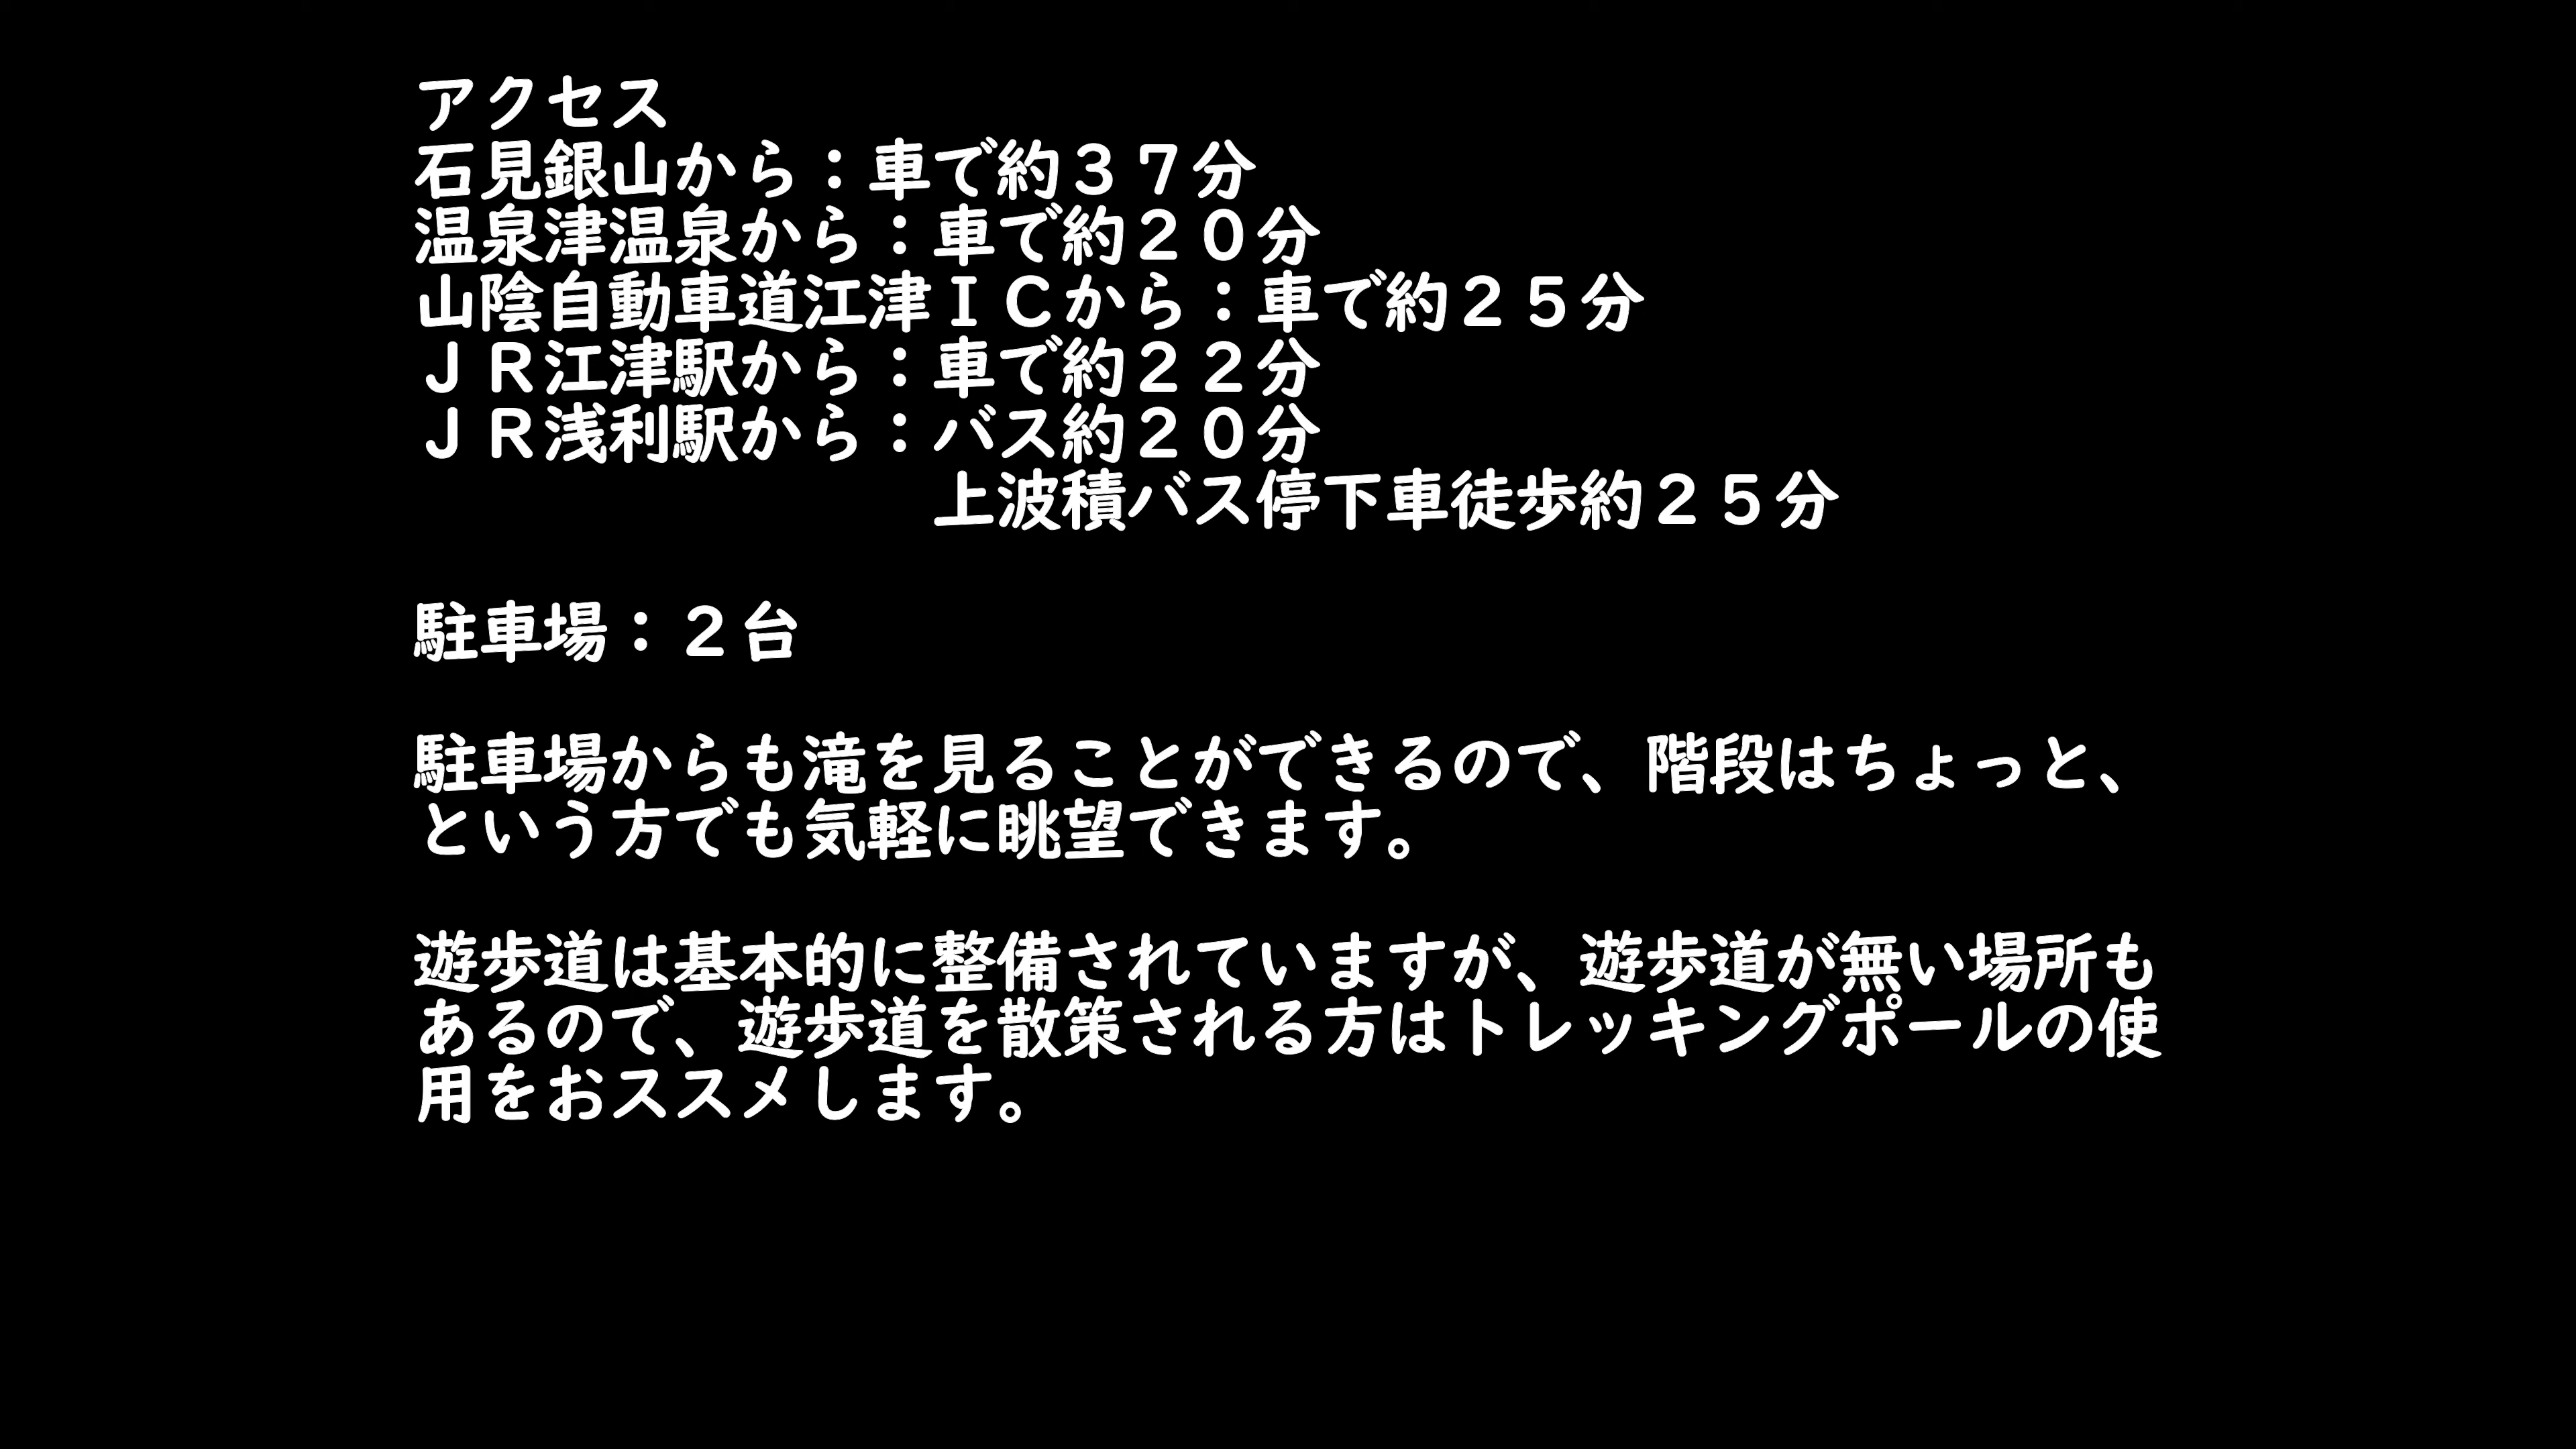 アクセス
石見銀山から：車で約３７分
温泉津温泉から：車で約２０分
山陰自動車道江津ＩＣから：車で約２５分
ＪＲ江津駅から：車で約２２分
ＪＲ浅利駅から：バス約２０分
上波積バス停下車徒歩約２５分
駐車場：２台
駐車場からも滝を見ることができるので、階段はちょっと、
という方でも気軽に眺望できます。
遊歩道は基本的に整備されていますが、遊歩道が無い場所も
あるので、遊歩道を散策される方はトレッキングポールの使
用をおススメします。